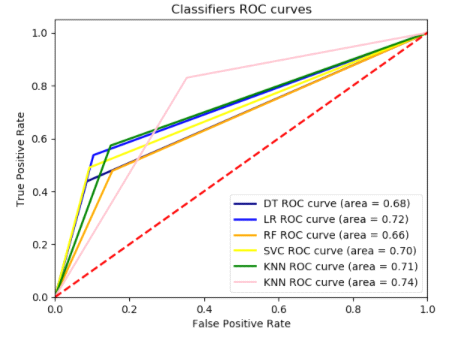 Classifiers ROC curves
True Positive Rate
1.0
0.8
0.6
0.4
0.2
0.0
DT ROC curve (area = 0.68)
LR ROC curve (area = 0.72)
RF ROC curve (area = 0.66)
SVC ROC curve (area = 0.70)
KNN ROC curve (area = 0.71)
KNN ROC curve (area = 0.74)
0.0 0.2 0.4 0.6 0.8 1.0
False Positive Rate